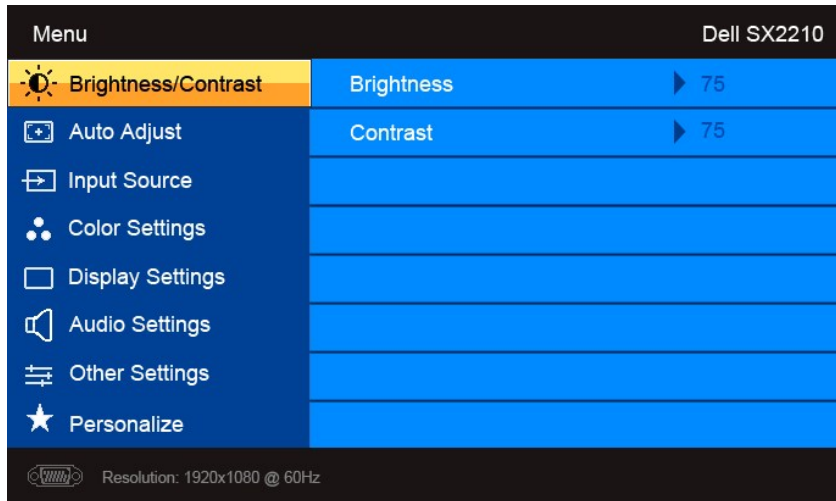 Menu Dell SX2210
Brightness/Contrast Brightness 75
Auto Adjust Contrast 75
Input Source
Color Settings
Display Settings
Audio Settings
Other Settings
Personalize
Resolution: 1920x1080 @ 60Hz